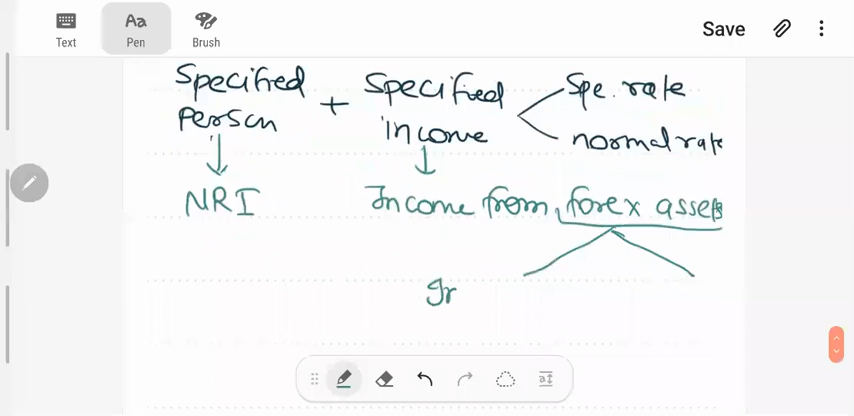 Text
Pen
Brush
Save
Specified person + Specified income
Spe. rate
normal rate
NRI
Income from forex assets